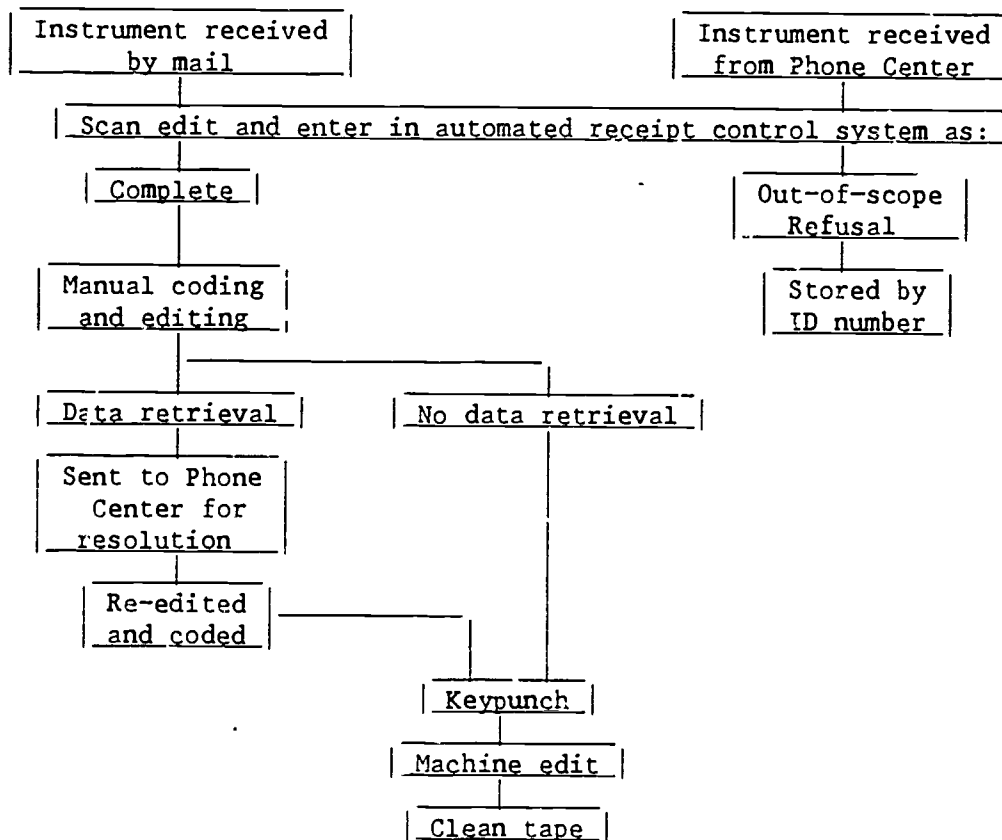 Instrument received
by mail
Instrument received
from Phone Center
Scan edit and enter in automated receipt control system as:
Complete
Out-of-scope
Refusal
Manual coding
and editing
Stored by
ID number
Data retrieval
No data retrieval
Sent to Phone
Center for
resolution
Re-edited
and coded
Keypunch
Machine edit
Clean tape